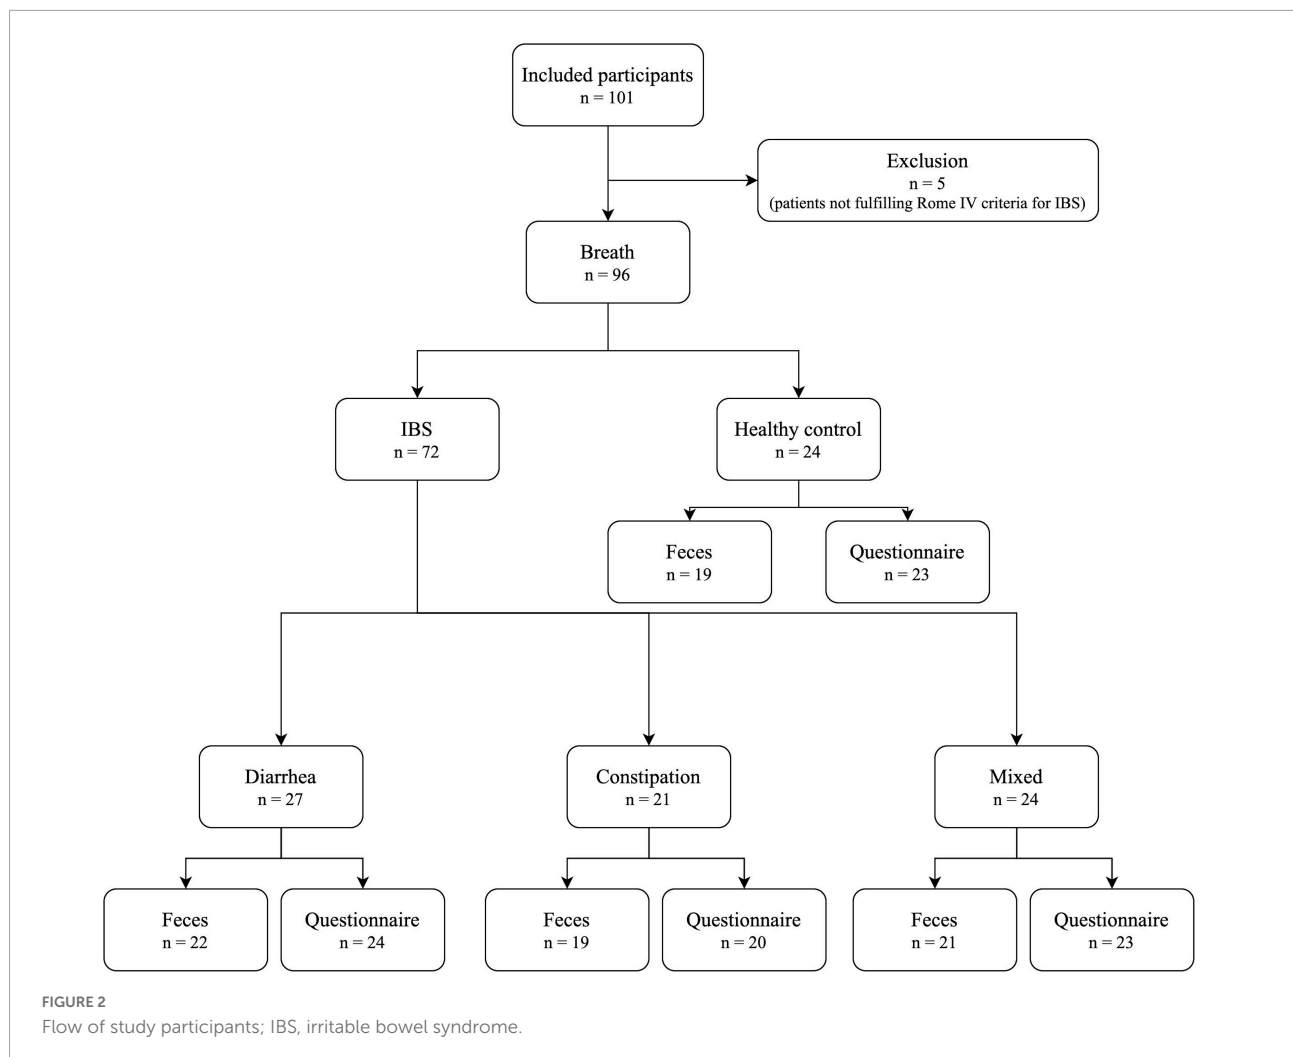 Included participants
n = 101
Exclusion
n = 5
(patients not fulfilling Rome IV criteria for IBS)
Breath
n = 96
IBS
n = 72
Healthy control
n = 24
Feces
n = 19
Questionnaire
n = 23
Diarrhea
n = 27
Constipation
n = 21
Mixed
n = 24
Feces
n = 22
Questionnaire
n = 24
Feces
n = 19
Questionnaire
n = 20
Feces
n = 21
Questionnaire
n = 23
FIGURE 2
Flow of study participants; IBS, irritable bowel syndrome.